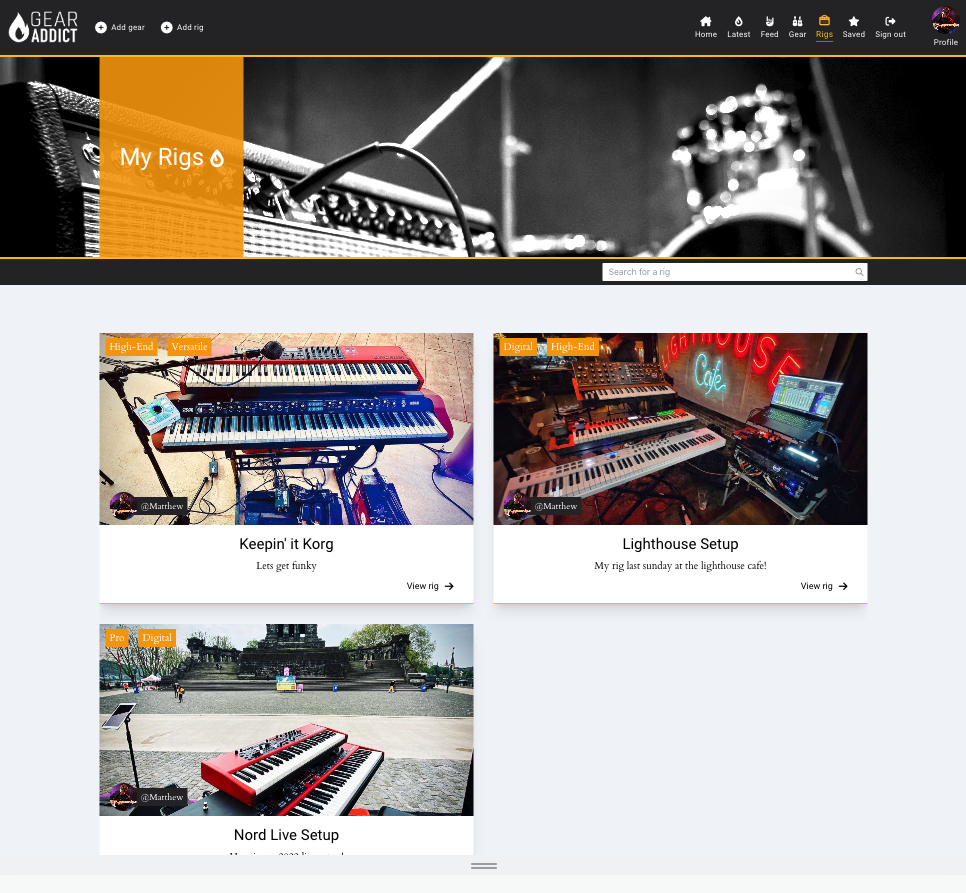 GEAR
ADDICT
Add gear
Add rig
Home
Latest
Feed
Gear
Rigs
Saved
Sign out
Profile
My Rigs
Search for a rig
High-End
Versatile
@Matthew
Keepin' it Korg
Lets get funky
View rig
Digital
High-End
LIGHTHOUSE
Cafe
@Matthew
Lighthouse Setup
My rig last sunday at the lighthouse cafe!
View rig
Pro
Digital
@Matthew
Nord Live Setup